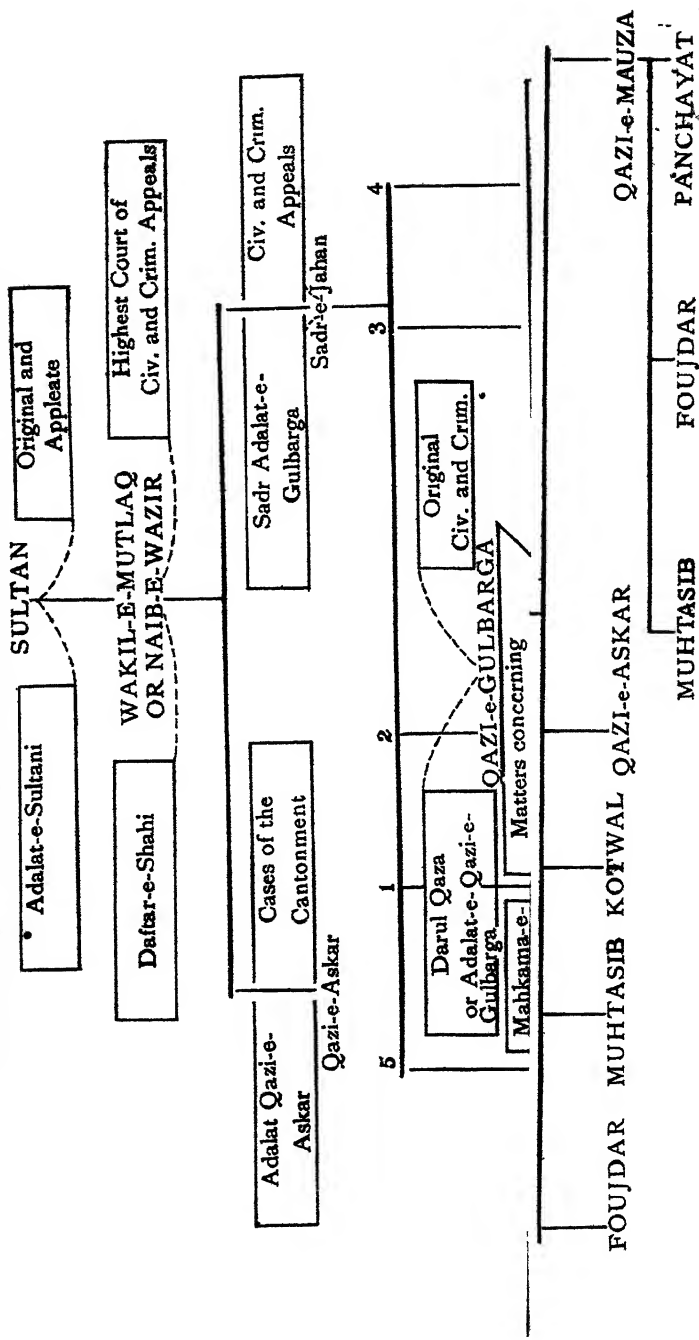 SULTAN
Adalat-e-Sultani
Original and
Appleate
WAKIL-E-MUTLAQ
OR NAIB-E-WAZIR
Daftar-e-Shahi
Highest Court of
Civ. and Crim. Appeals
Adalat Qazi-e-
Askar
Cases of the
Cantonment
Qazi-e-Askar
Sadr Adalat-e-
Gulbarga
Civ. and Crim.
Appeals
Sadr-e-Jahan
5
1
2
3
4
Darul Qaza
or Adalat-e-Qazi-e-
Gulbarga
QAZI-e-GULBARGA
Original
Civ. and Crim.
Mahkama-e-
Matters concerning
FOUJDAR
MUHTASIB
KOTWAL
QAZI-e-ASKAR
QAZI-e-MAUZA
MUHTASIB
FOUJDAR
PANCHAYAT